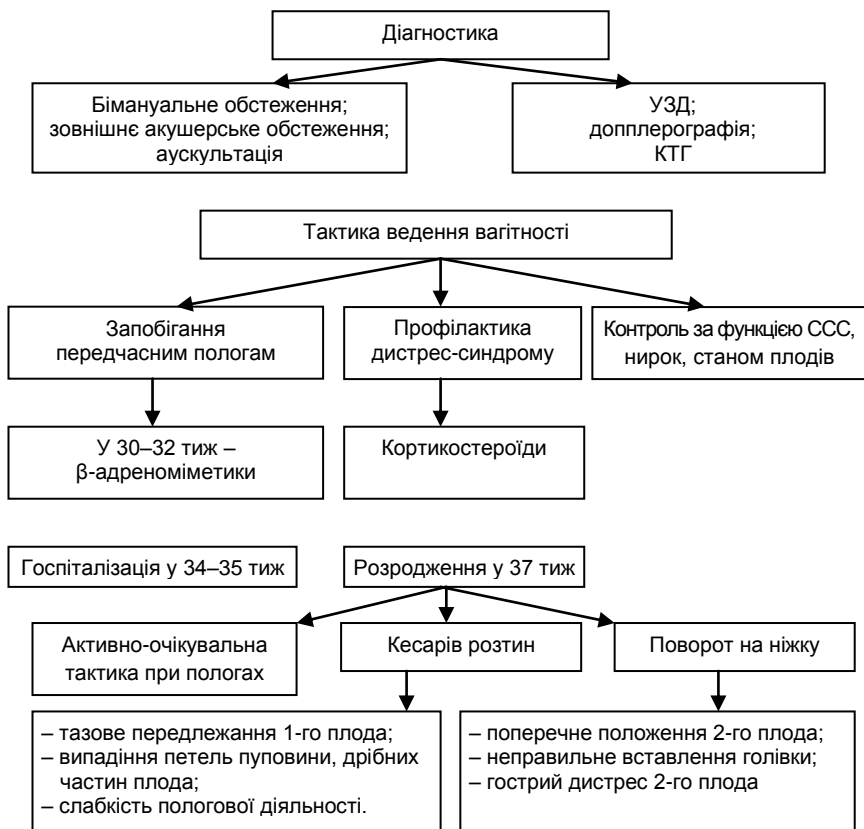 Діагностика
Бімануальне обстеження;
зовнішнє акушерське обстеження;
аускультація
УЗД;
допплерографія;
КТГ
Тактика ведення вагітності
Запобігання
передчасним пологам
Профілактика
дистрес-синдрому
Контроль за функцією ССС,
нирок, станом плодів
У 30–32 тиж –
β-адреноміметики
Кортикостероїди
Госпіталізація у 34–35 тиж
Розродження у 37 тиж
Активно-очікувальна
тактика при пологах
Кесарів розтин
Поворот на ніжку
– тазове передлежання 1-го плода;
– випадіння петель пуповини, дрібних
частин плода;
– слабкість пологової діяльності.
– поперечне положення 2-го плода;
– неправильне вставлення голівки;
– гострий дистрес 2-го плода